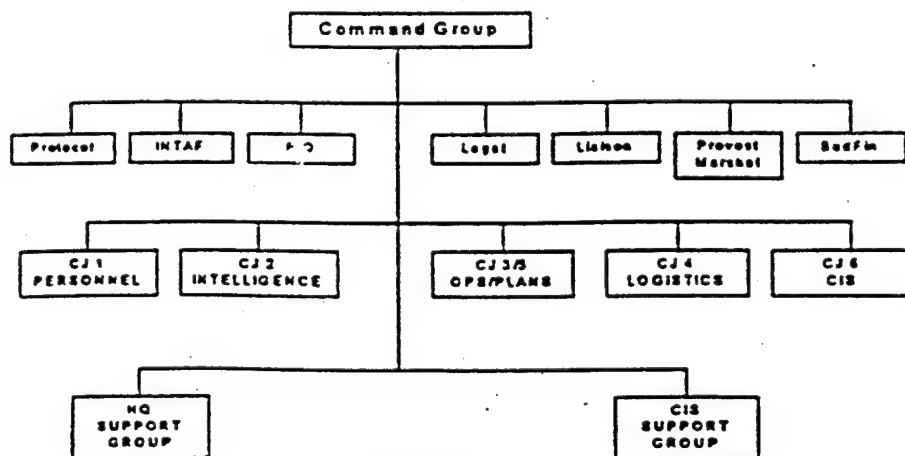 Command Group
Protocol
INTAF
Legal
Liaison
Provost
Marshal
BudFin
CJ 1
PERSONNEL
CJ 2
INTELLIGENCE
CJ 3/5
OPS/PLANS
CJ 4
LOGISTICS
CJ 6
CIS
HQ
SUPPORT
GROUP
CIS
SUPPORT
GROUP